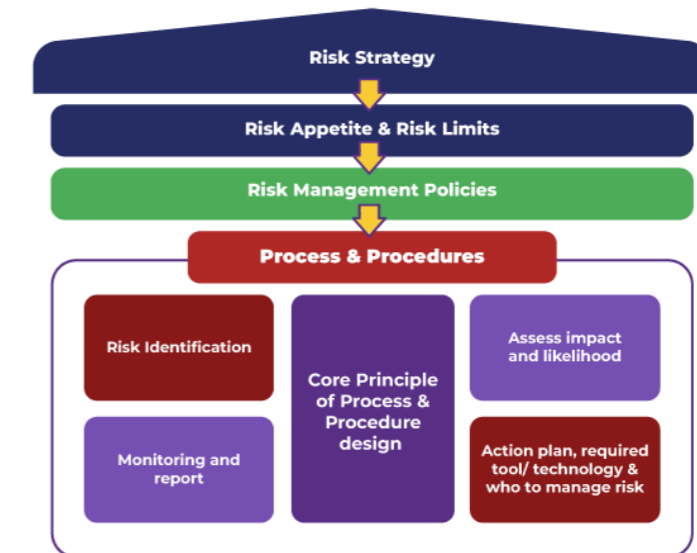 Risk Strategy
Risk Appetite & Risk Limits
Risk Management Policies
Process & Procedures
Risk Identification
Core Principle
of Process &
Procedure
design
Assess impact
and likelihood
Monitoring and
report
Action plan, required
tool/ technology &
who to manage risk